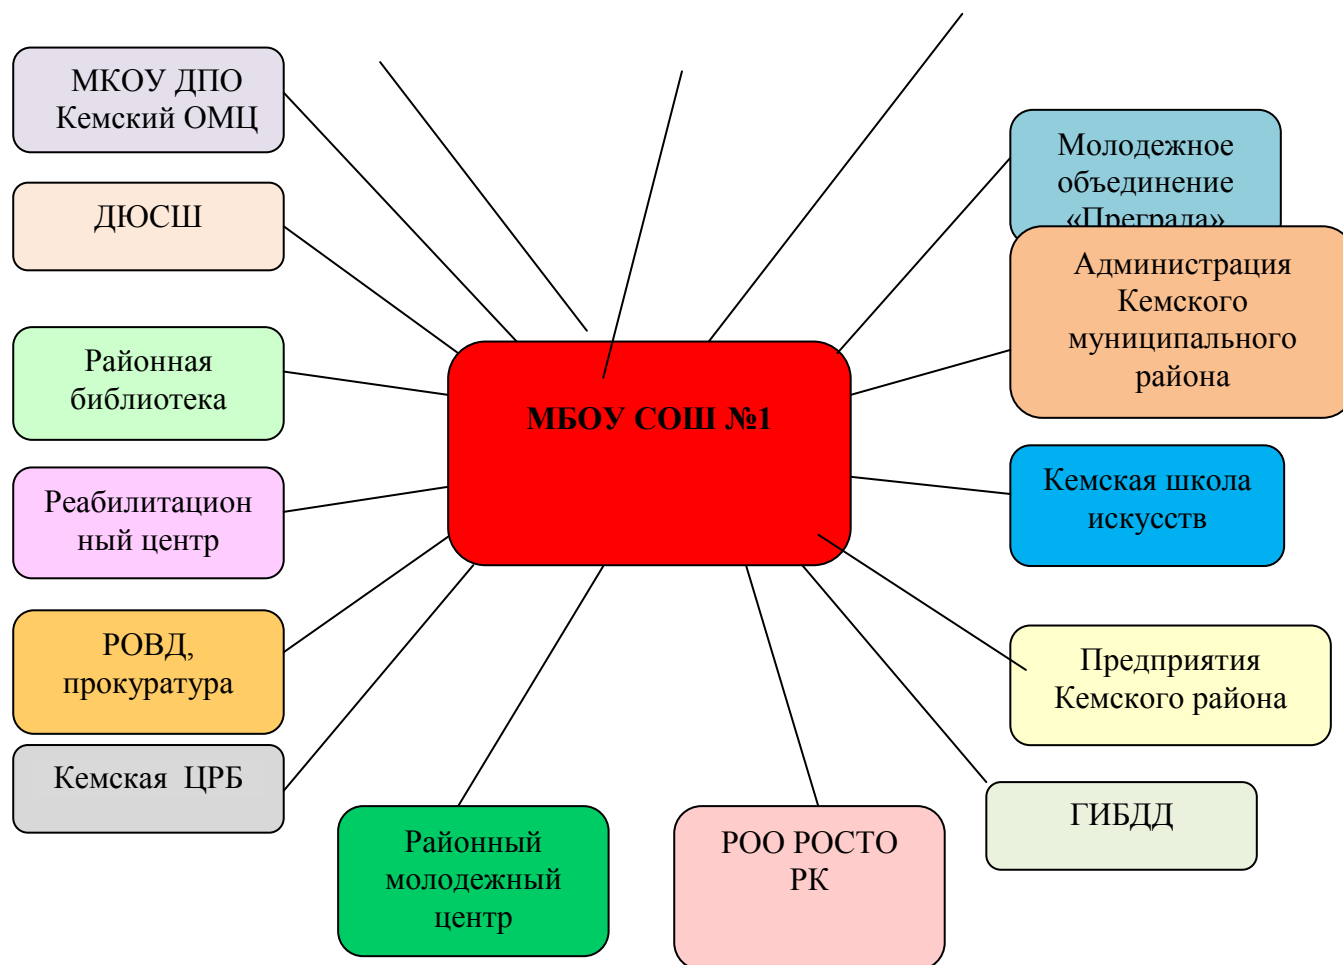 МКОУ ДПО
Кемский ОМЦ
ДЮСШ
Районная
библиотека
Реабилитацион
ный центр
РОВД,
прокуратура
Кемская ЦРБ
МБОУ СОШ №1
Молодежное
объединение
«Преграда»
Администрация
Кемского
муниципального
района
Кемская школа
искусств
Предприятия
Кемского района
ГИБДД
Районный
молодежный
центр
РОО РОСТО
РК